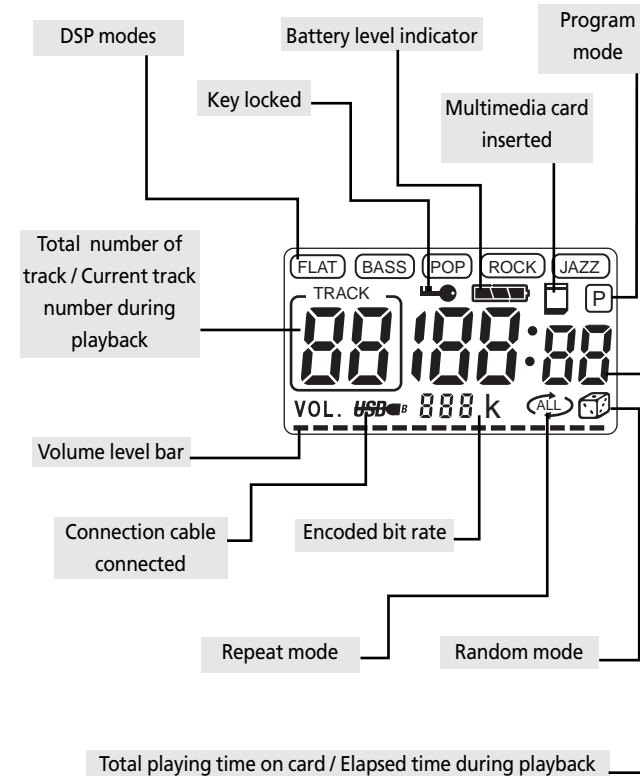 DSP modes
Battery level indicator
Program
mode
Key locked
Multimedia card
inserted
Total number of
track / Current track
number during
playback
FLAT BASS POP ROCK JAZZ
TRACK
P
88 188:88
VOL. USB B 888 k ALL
Volume level bar
Connection cable
connected
Encoded bit rate
Repeat mode
Random mode
Total playing time on card / Elapsed time during playback